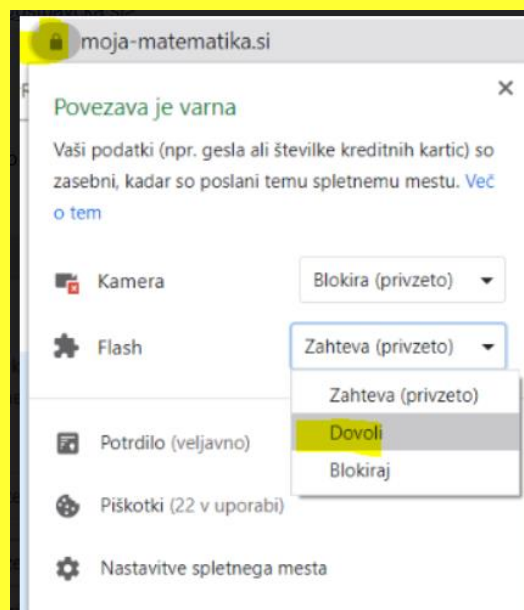 moja-matematika.si
Povezava je varna
Vaši podatki (npr. gesla ali številke kreditnih kartic) so
zasebni, kadar so poslani temu spletnemu mestu. Več
o tem
Kamera
Blokira (privzeto)
Flash
Zahteva (privzeto)
Zahteva (privzeto)
Dovoli
Blokiraj
Potrdilo (veljavno)
Piškotki (22 v uporabi)
Nastavitve spletnega mesta